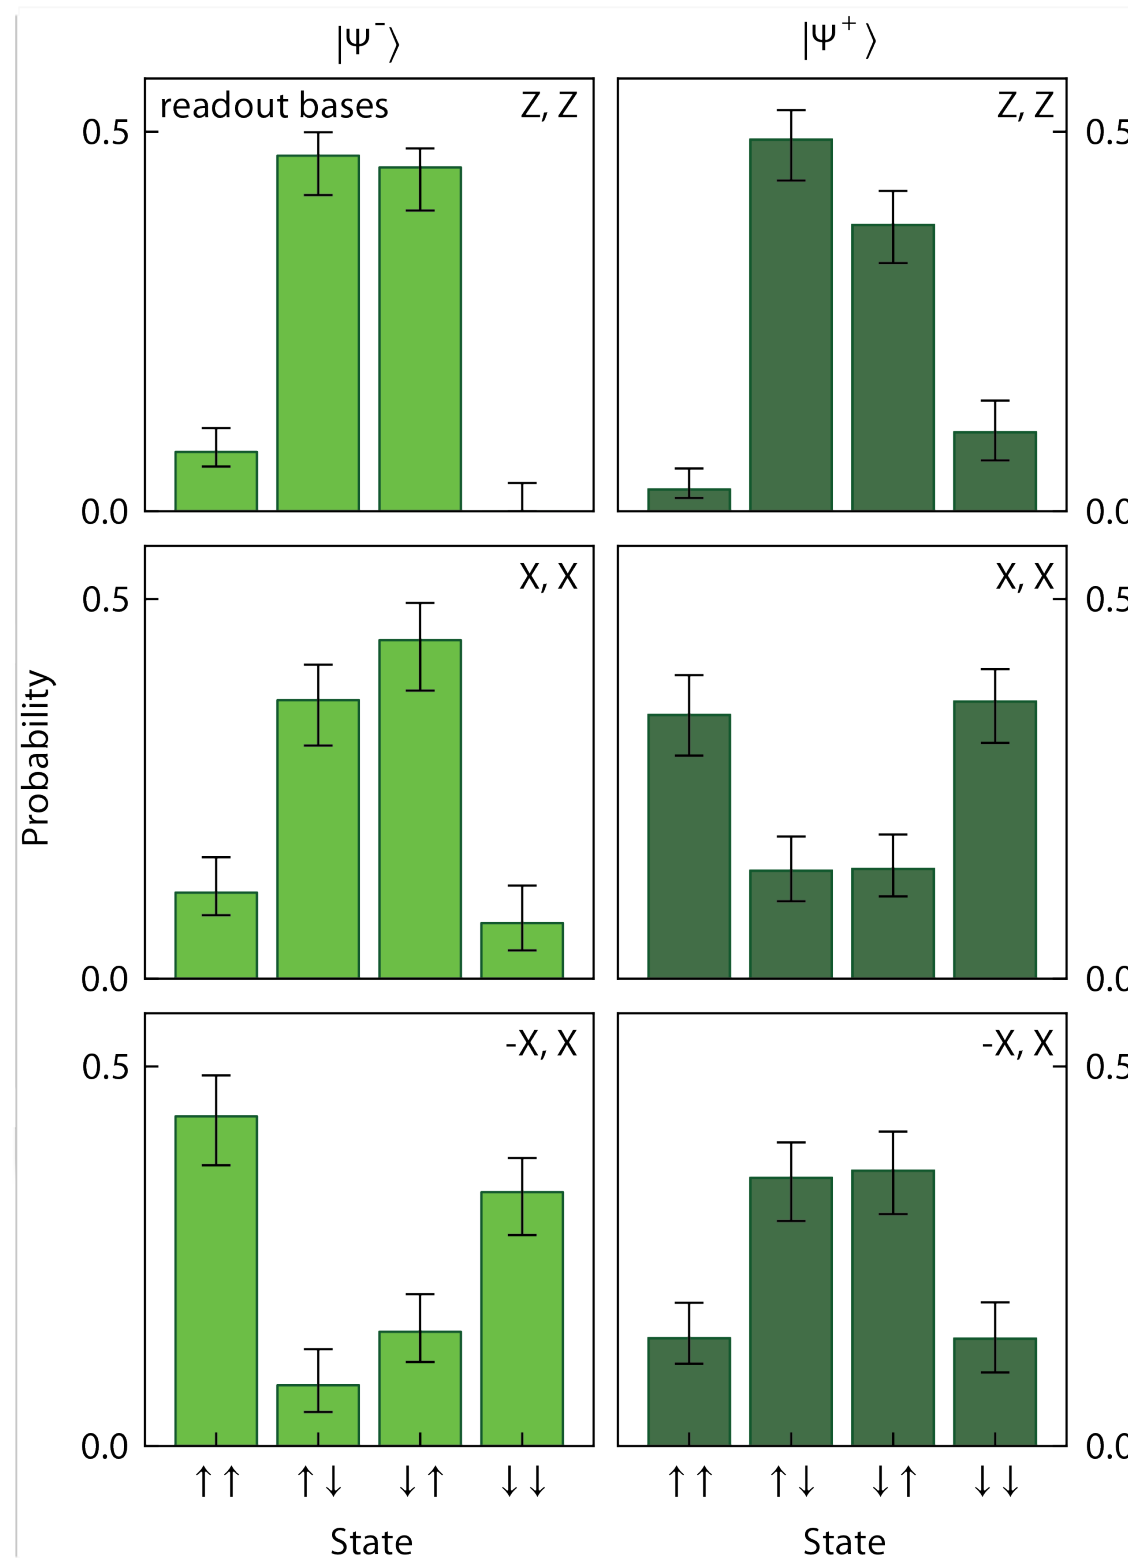 |Ψ⁻⟩ |Ψ⁺⟩
readout bases Z, Z
Z, Z
0.5
0.5
0.0
0.0
X, X
X, X
0.5
0.5
Probability
0.0
0.0
-X, X
-X, X
0.5
0.5
0.0
0.0
↑↑ ↑↓ ↓↑ ↓↓
↑↑ ↑↓ ↓↑ ↓↓
State
State